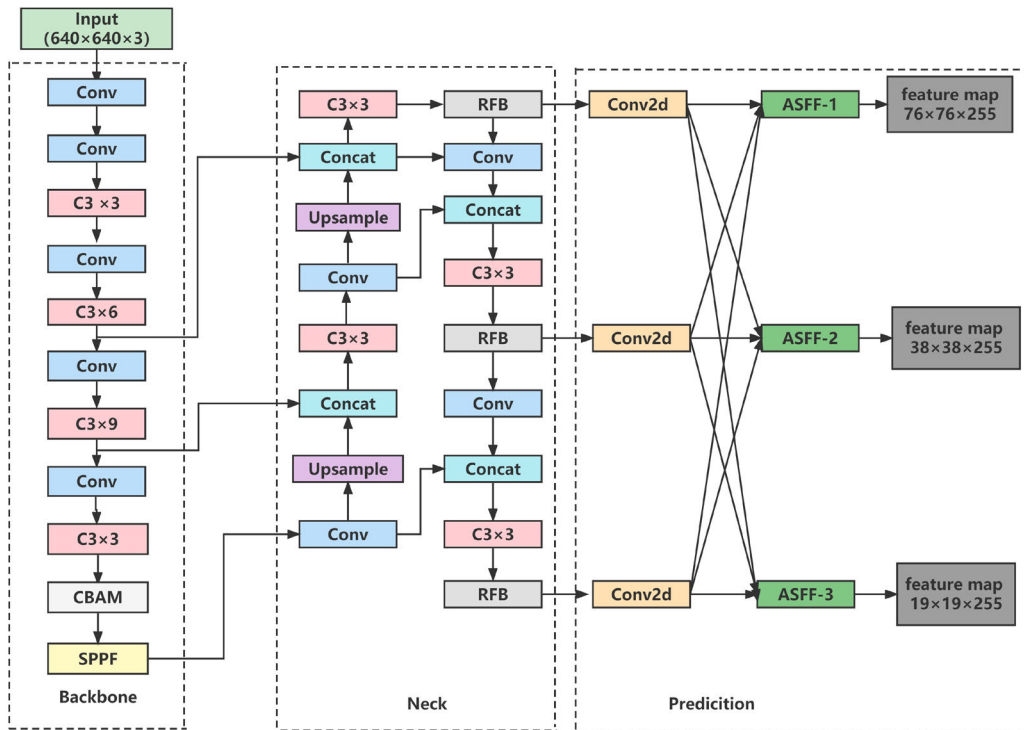 Input
(640×640×3)
Conv
Conv
C3 ×3
Conv
C3×6
Conv
C3×9
Conv
C3×3
CBAM
SPPF
Backbone
C3×3
Concat
Upsample
Conv
C3×3
Concat
Upsample
Conv
RFB
Conv
Concat
C3×3
RFB
Conv
Concat
C3×3
RFB
Neck
Conv2d
Conv2d
Conv2d
ASFF-1
ASFF-2
ASFF-3
feature map
76×76×255
feature map
38×38×255
feature map
19×19×255
Predicition